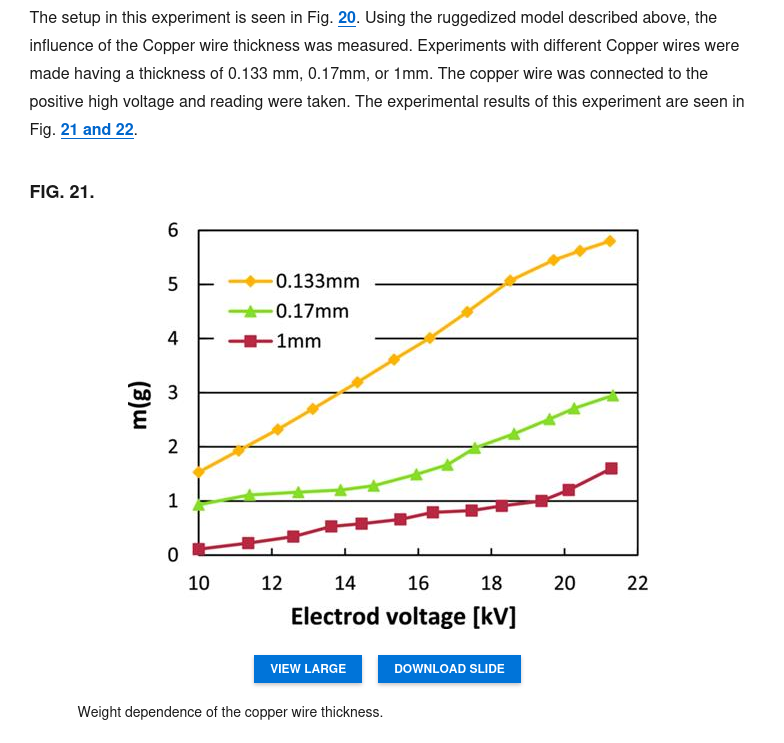 The setup in this experiment is seen in Fig. 20. Using the ruggedized model described above, the
influence of the Copper wire thickness was measured. Experiments with different Copper wires were
made having a thickness of 0.133 mm, 0.17mm, or 1mm. The copper wire was connected to the
positive high voltage and reading were taken. The experimental results of this experiment are seen in
Fig. 21 and 22.
FIG. 21.
6
5
4
3
2
1
0
m(g)
0.133mm
0.17mm
1mm
10 12 14 16 18 20 22
Electrod voltage [kV]
VIEW LARGE DOWNLOAD SLIDE
Weight dependence of the copper wire thickness.